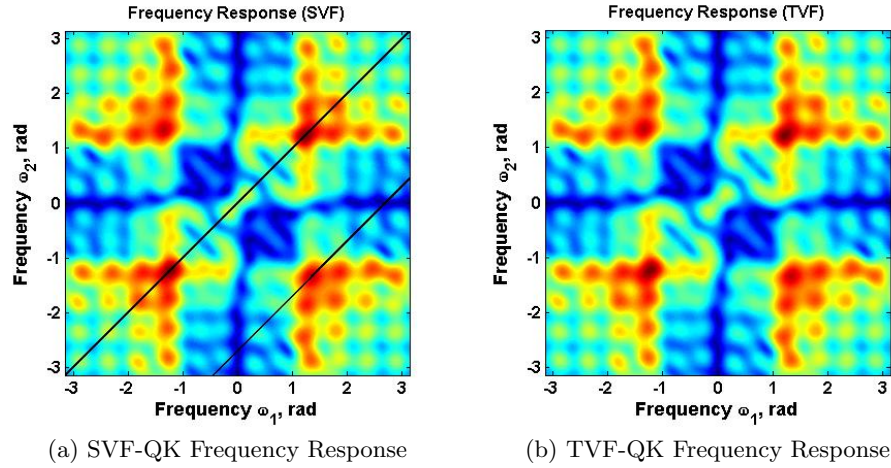 Frequency Response (SVF)
3
2
1
0
-1
-2
-3
Frequency ω2, rad
-3 -2 -1 0 1 2 3
Frequency ω1, rad
(a) SVF-QK Frequency Response
Frequency Response (TVF)
3
2
1
0
-1
-2
-3
Frequency ω2, rad
-3 -2 -1 0 1 2 3
Frequency ω1, rad
(b) TVF-QK Frequency Response